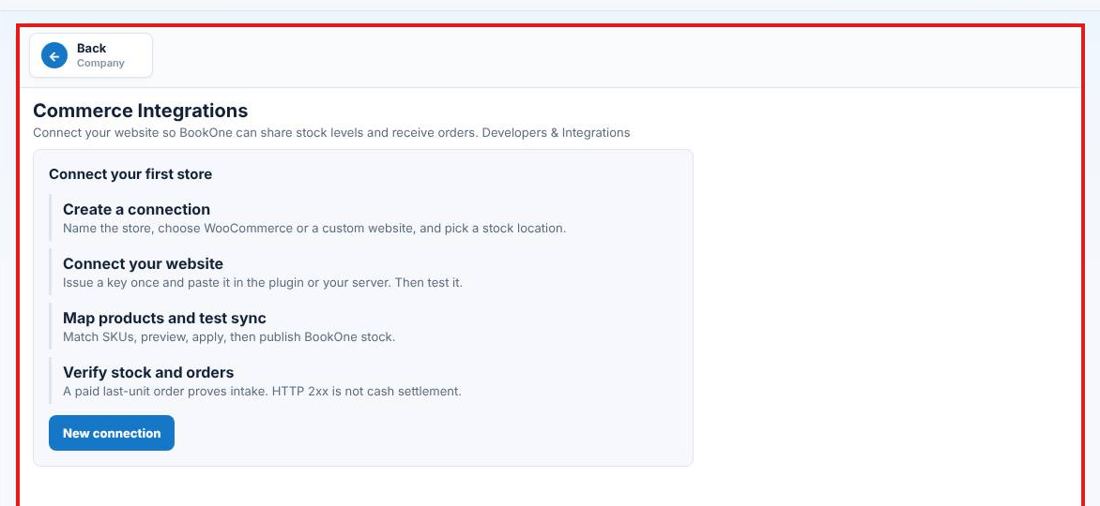 Back
Company
Commerce Integrations
Connect your website so BookOne can share stock levels and receive orders. Developers & Integrations
Connect your first store
Create a connection
Name the store, choose WooCommerce or a custom website, and pick a stock location.
Connect your website
Issue a key once and paste it in the plugin or your server. Then test it.
Map products and test sync
Match SKUs, preview, apply, then publish BookOne stock.
Verify stock and orders
A paid last-unit order proves intake. HTTP 2xx is not cash settlement.
New connection